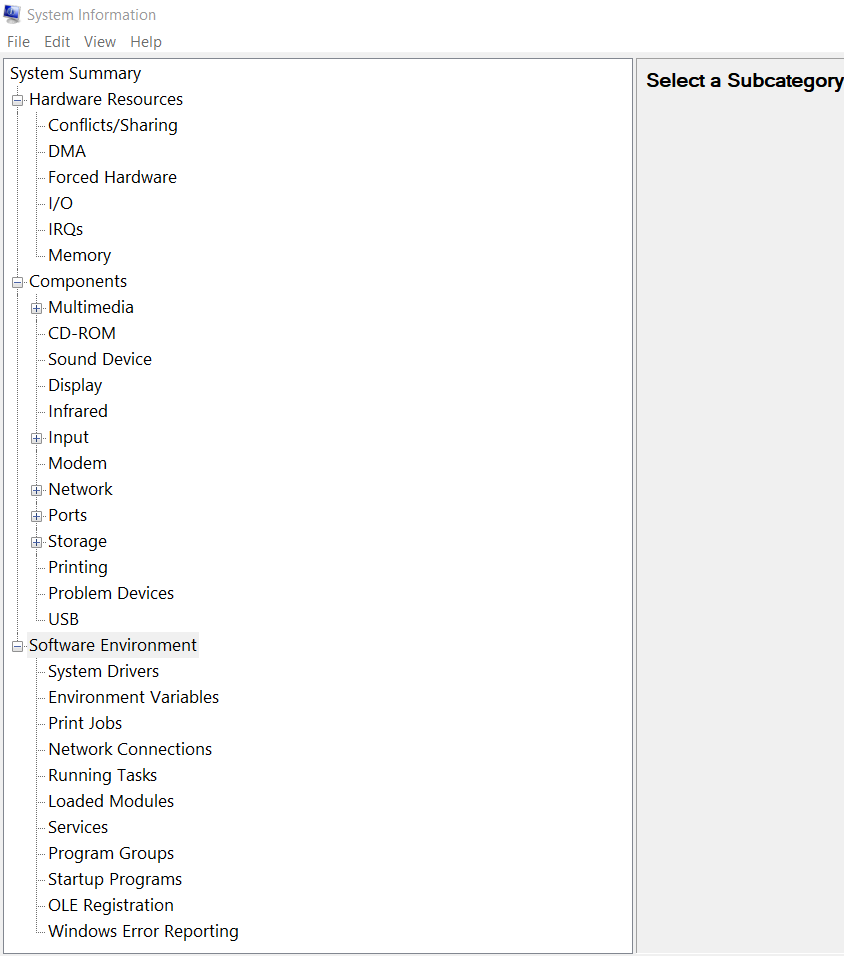 System Information
File Edit View Help
System Summary
Hardware Resources
Conflicts/Sharing
DMA
Forced Hardware
I/O
IRQs
Memory
Components
Multimedia
CD-ROM
Sound Device
Display
Infrared
Input
Modem
Network
Ports
Storage
Printing
Problem Devices
USB
Software Environment
System Drivers
Environment Variables
Print Jobs
Network Connections
Running Tasks
Loaded Modules
Services
Program Groups
Startup Programs
OLE Registration
Windows Error Reporting
Select a Subcategory